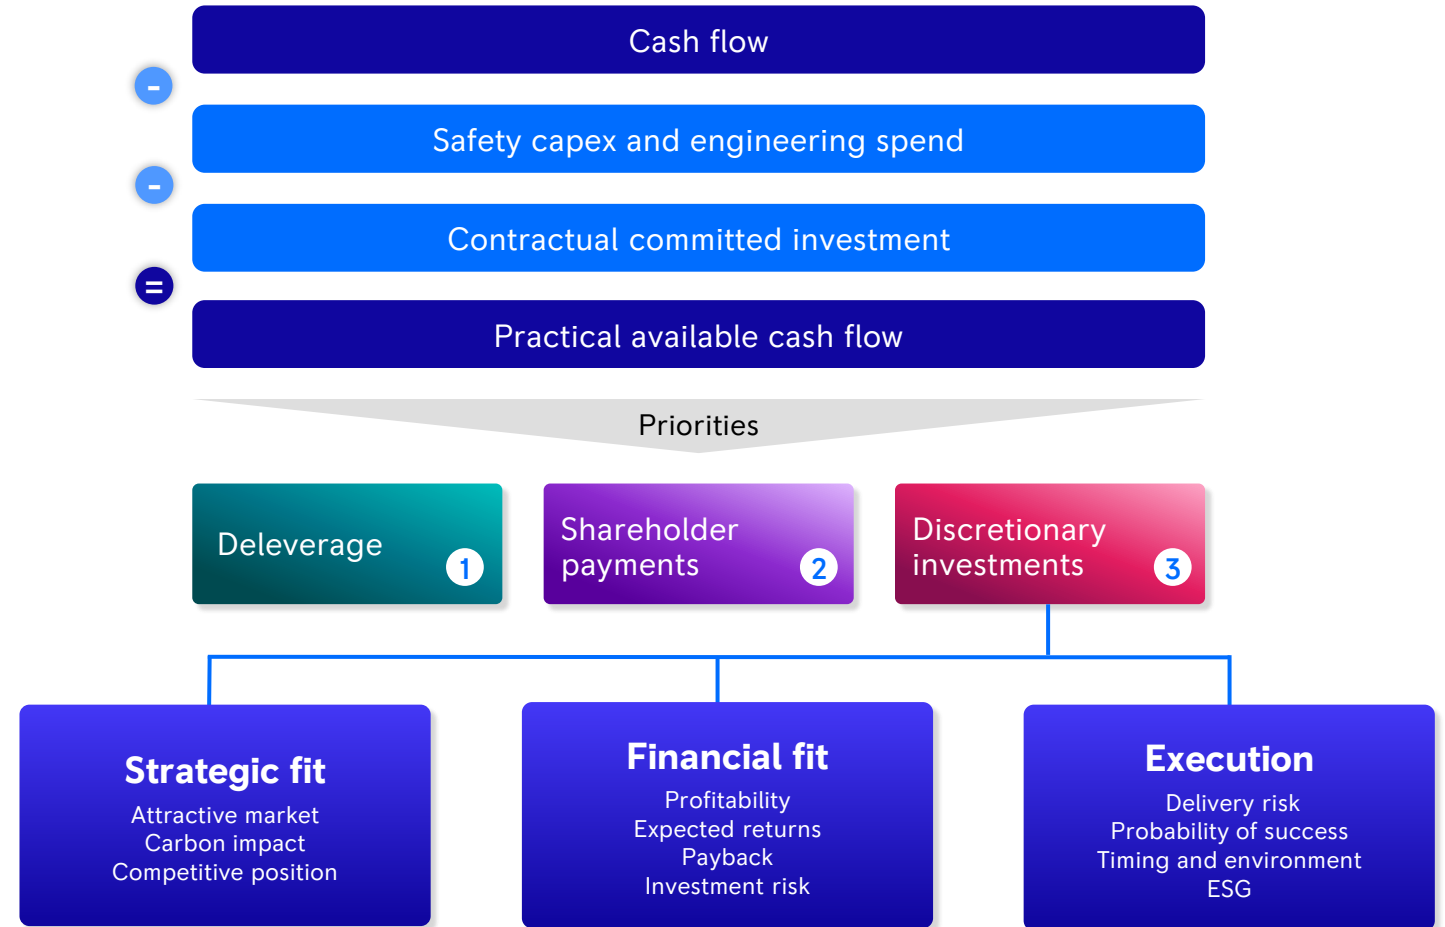 Cash flow
-
Safety capex and engineering spend
-
Contractual committed investment
=
Practical available cash flow
Priorities
Deleverage
1
Shareholder
payments
2
Discretionary
investments
3
Strategic fit
Attractive market
Carbon impact
Competitive position
Financial fit
Profitability
Expected returns
Payback
Investment risk
Execution
Delivery risk
Probability of success
Timing and environment
ESG